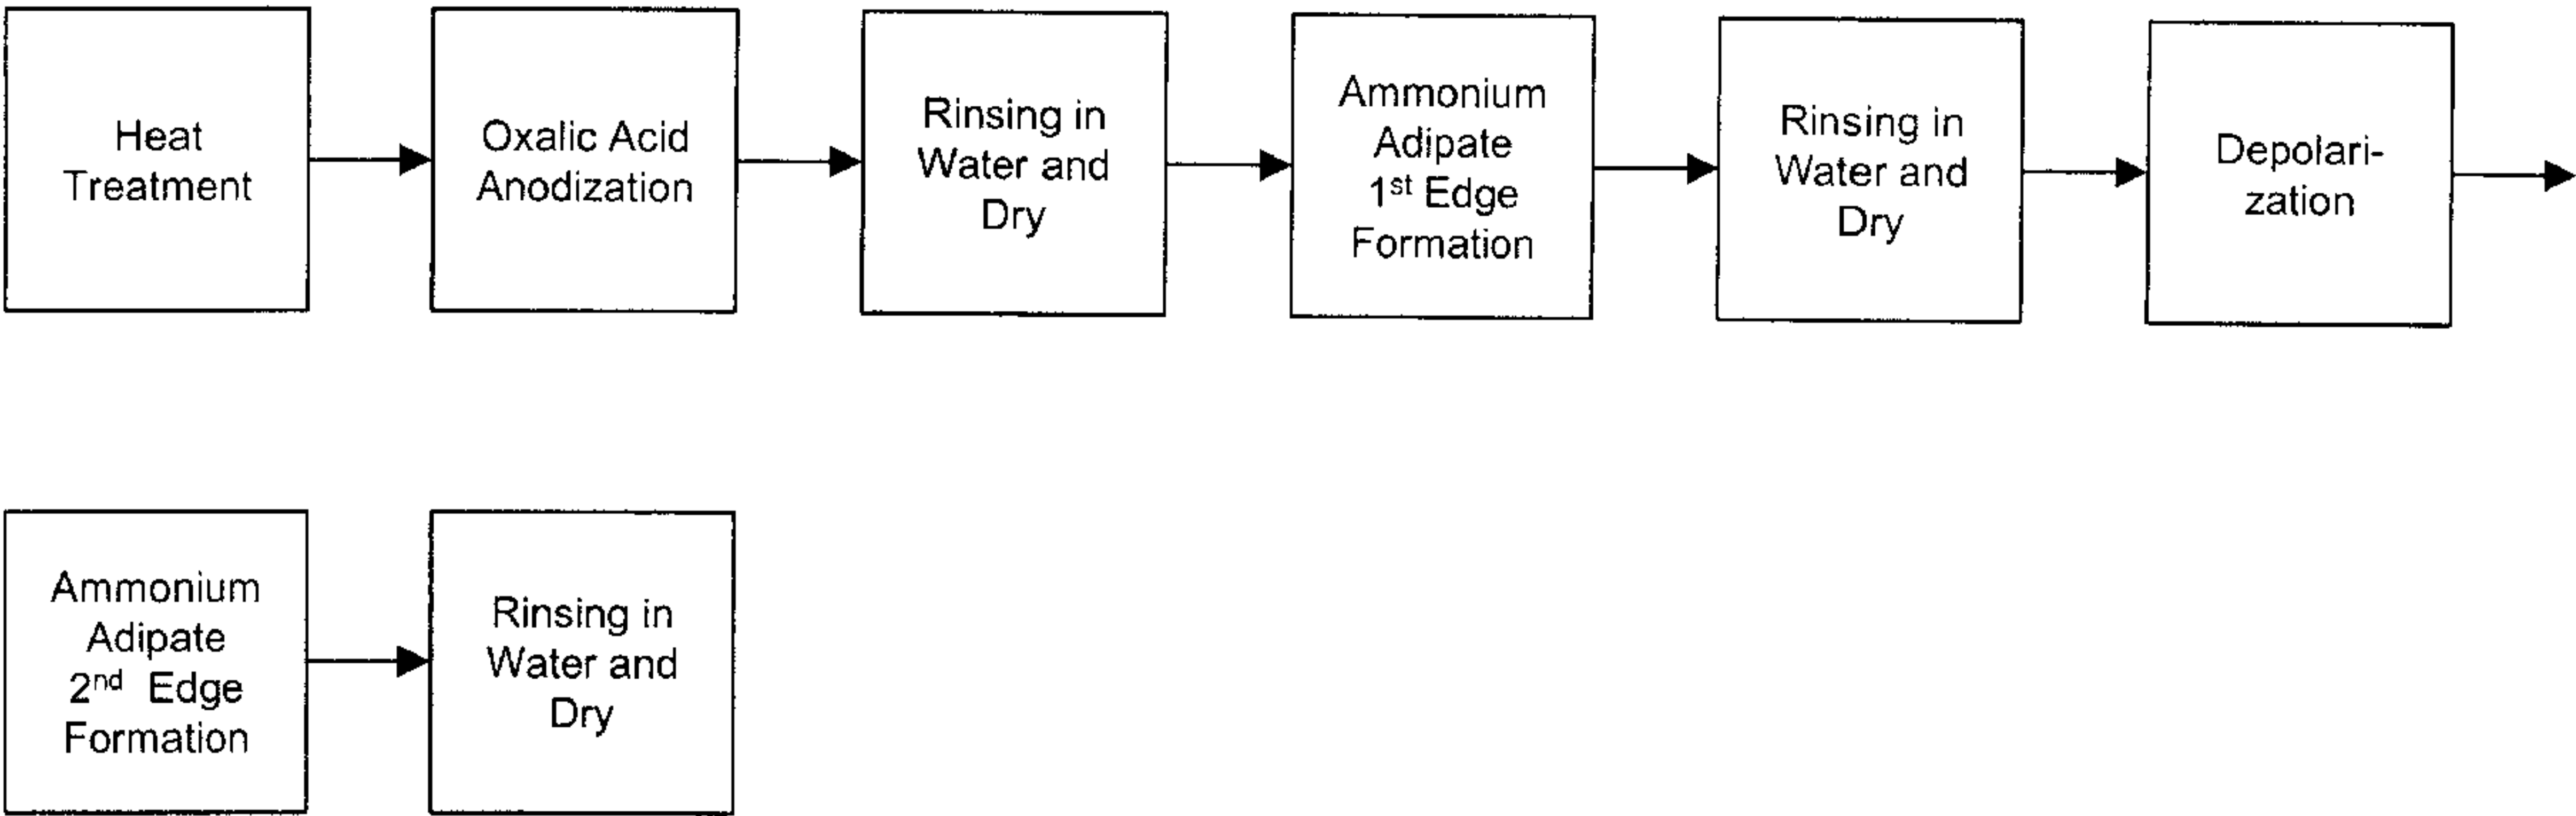 Heat
Treatment
Oxalic Acid
Anodization
Rinsing in
Water and
Dry
Ammonium
Adipate
1st Edge
Formation
Rinsing in
Water and
Dry
Depolari-
zation
Ammonium
Adipate
2nd Edge
Formation
Rinsing in
Water and
Dry